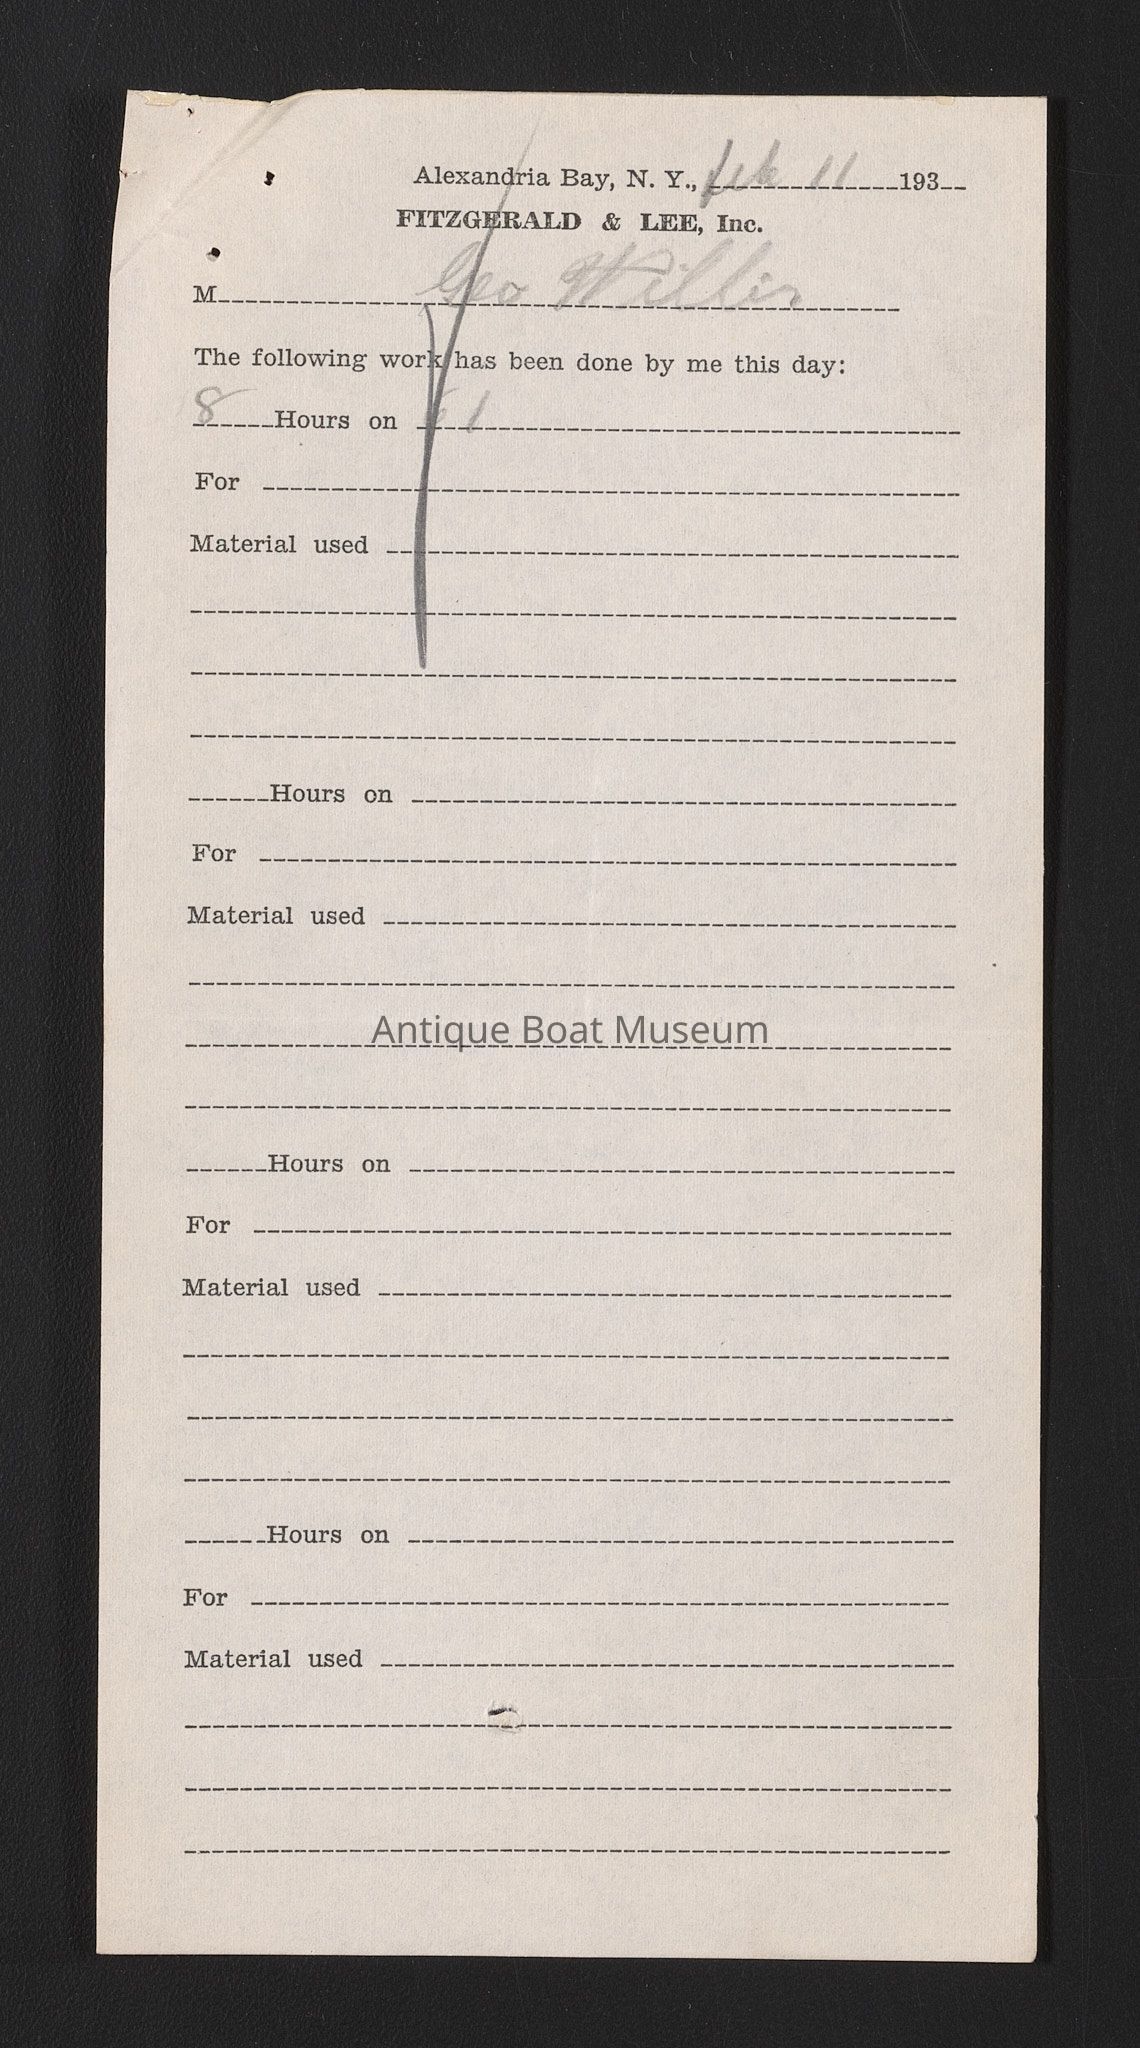 Alexandria Bay, N. Y., Feb 11 193
FITZGERALD & LEE, Inc.
M Geo Willis
The following work has been done by me this day:
8 Hours on 61
For
Material used
Hours on
For
Material used
Antique Boat Museum
Hours on
For
Material used
Hours on
For
Material used